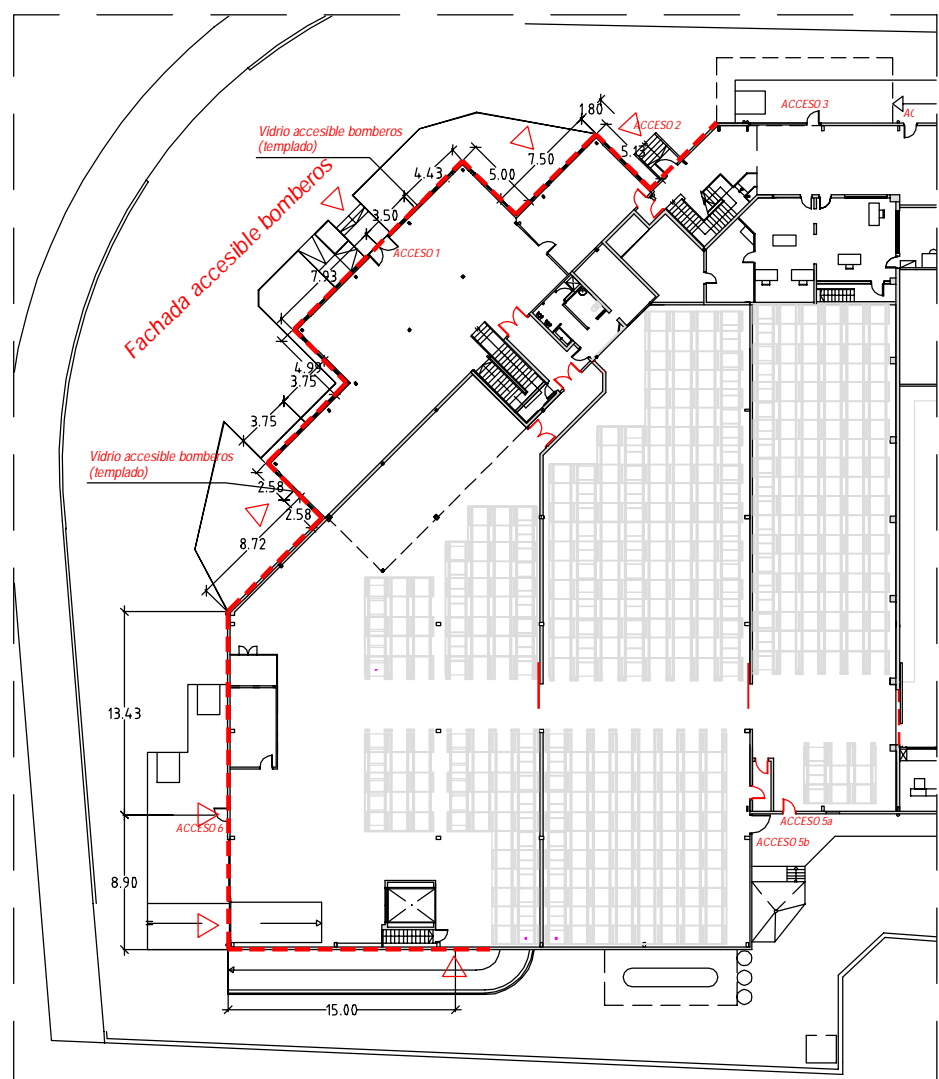 1.80
ACCESO 3
AC
Vidrio accesible bomberos
(templado)
ACCESO 2
7.50
5.43
4.43
5.00
Fachada accesible bomberos
3.50
ACCESO 1
7.93
4.99
3.75
3.75
Vidrio accesible bomberos
(templado)
2.58
2.58
8.72
13.43
ACCESO 6
ACCESO 5a
ACCESO 5b
8.90
15.00